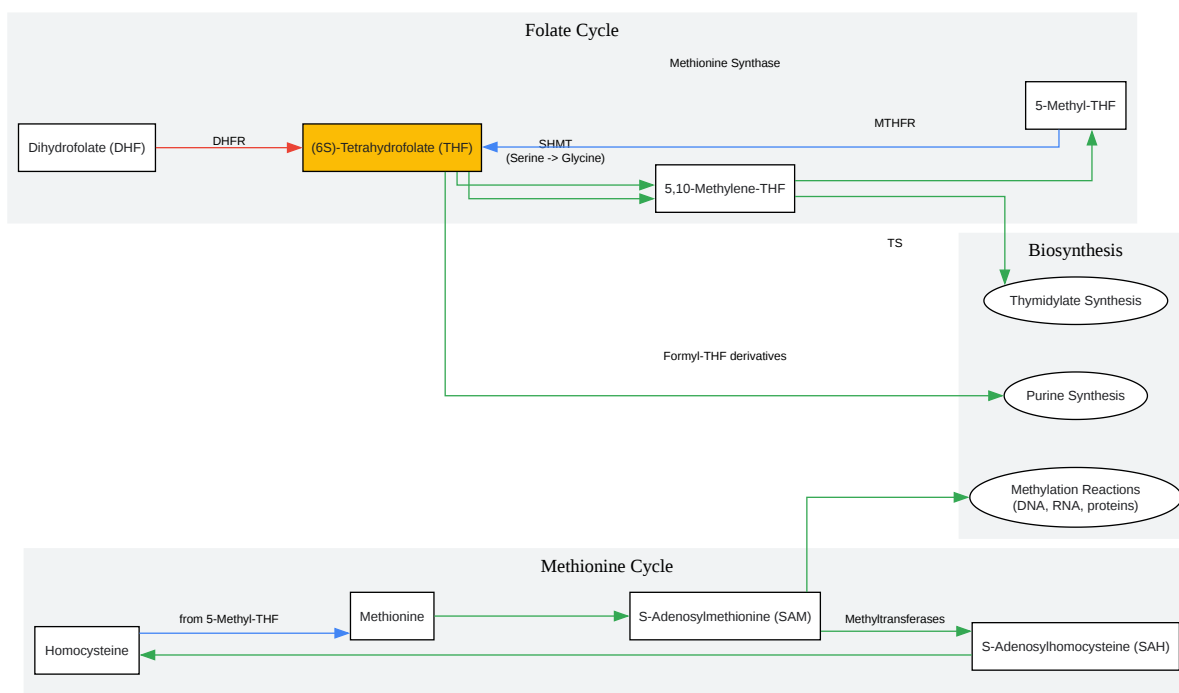 Folate Cycle
Methionine Synthase
5-Methyl-THF
MTHFR
Dihydrofolate (DHF)
DHFR
(6S)-Tetrahydrofolate (THF)
SHMT
(Serine -> Glycine)
5,10-Methylene-THF
TS
Biosynthesis
Thymidylate Synthesis
Formyl-THF derivatives
Purine Synthesis
Methylation Reactions
(DNA, RNA, proteins)
Methionine Cycle
from 5-Methyl-THF
Methionine
S-Adenosylmethionine (SAM)
Methyltransferases
Homocysteine
S-Adenosylhomocysteine (SAH)